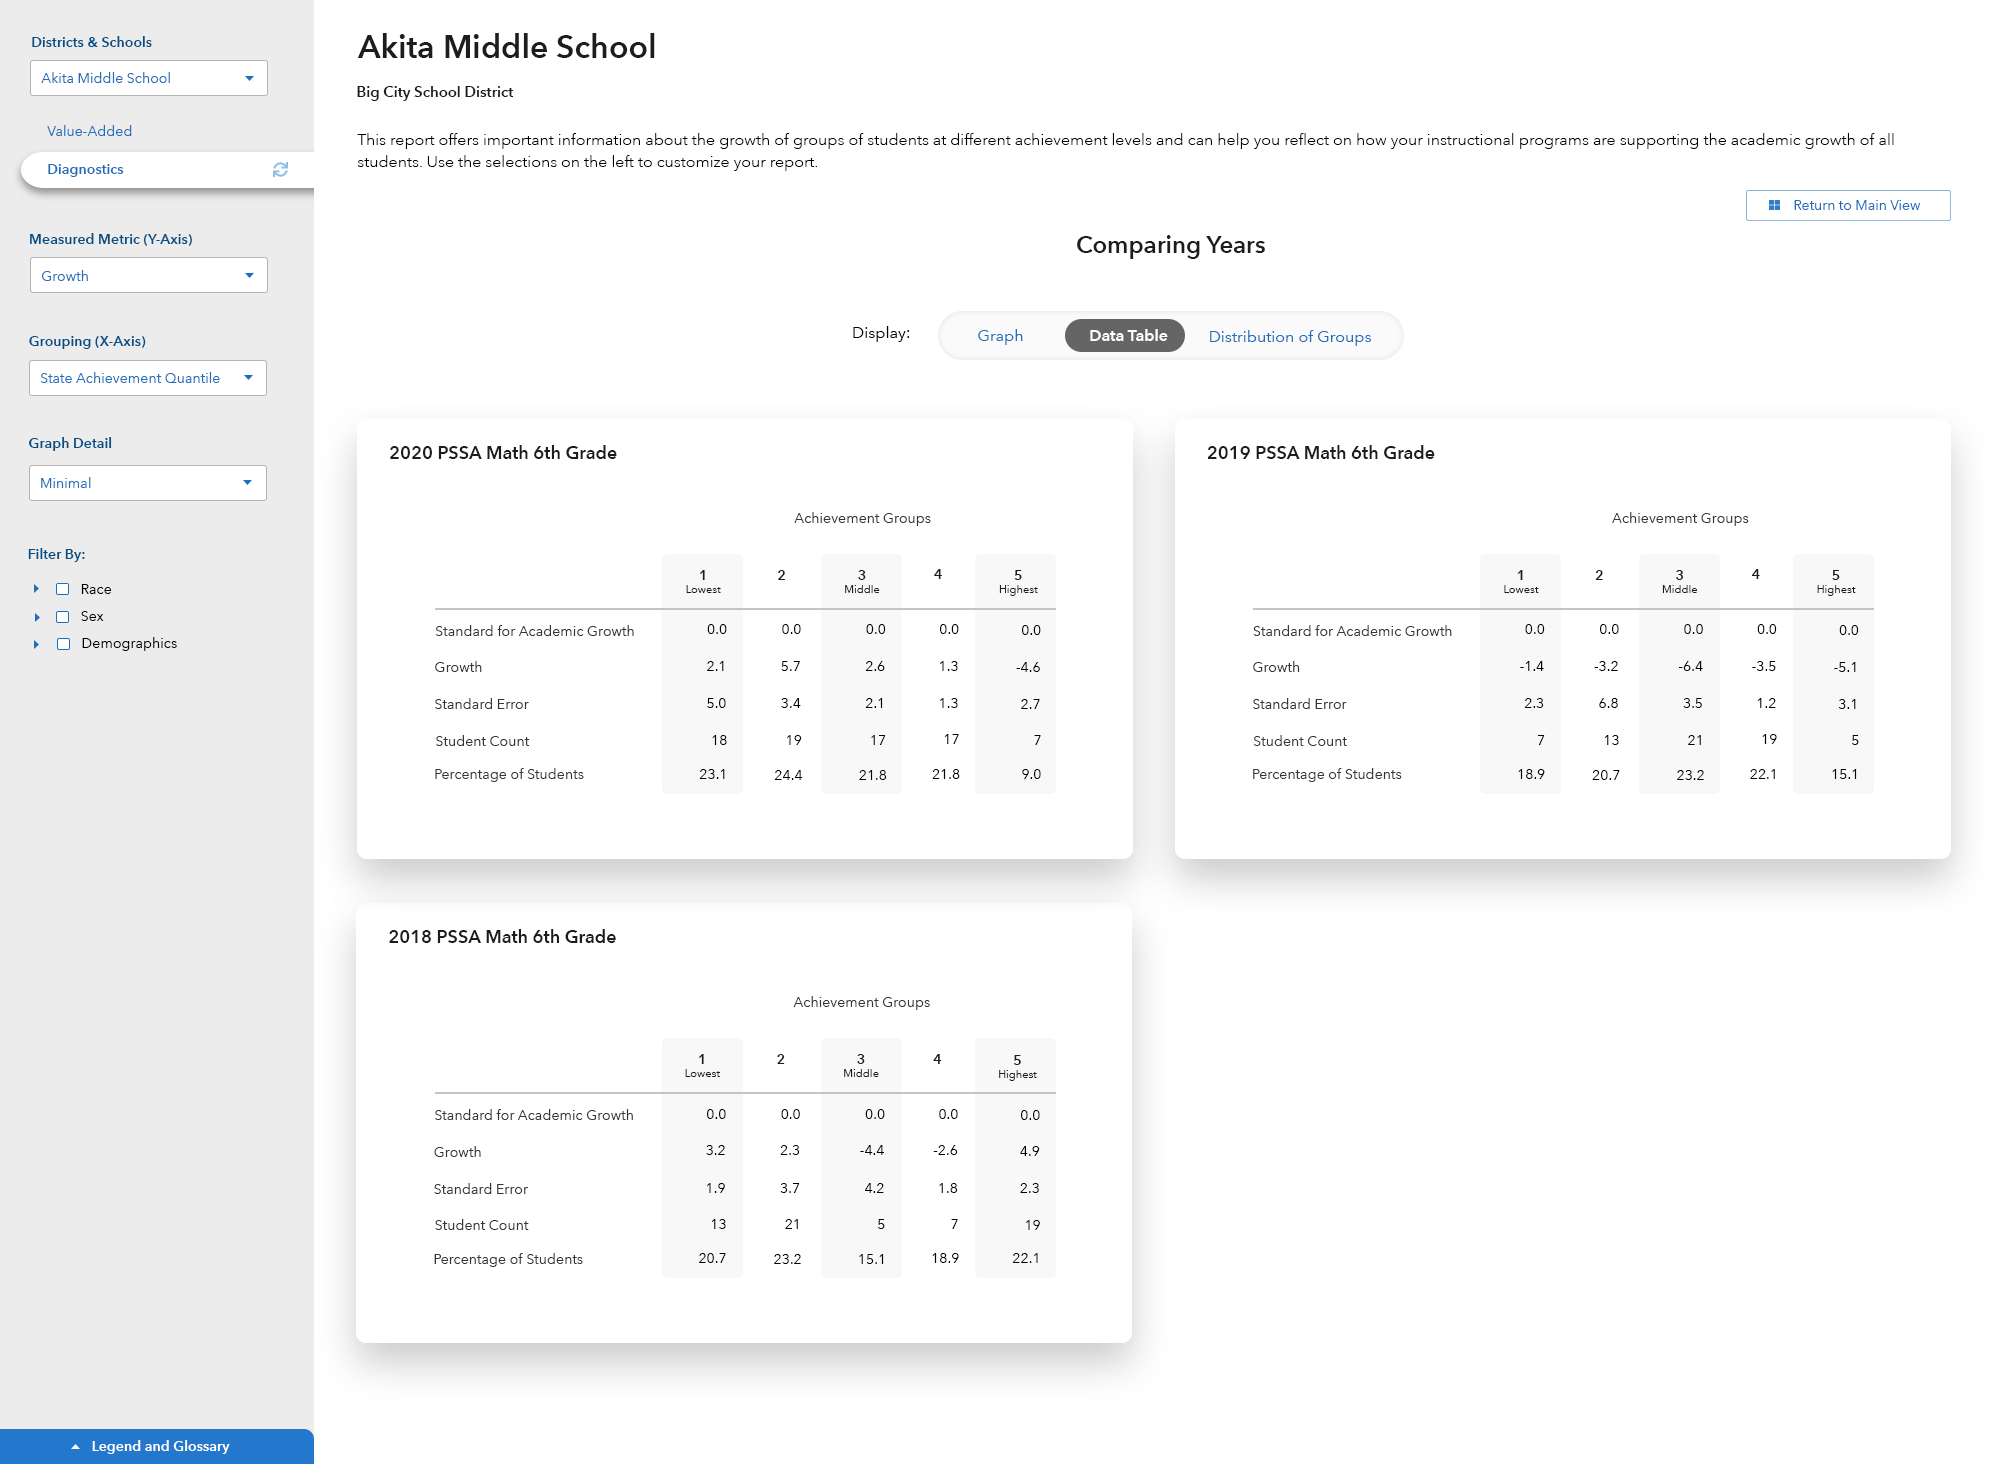 Districts & Schools
Akita Middle School
Value-Added
Diagnostics
Measured Metric (Y-Axis)
Growth
Grouping (X-Axis)
State Achievement Quantile
Graph Detail
Minimal
Filter By:
Race
Sex
Demographics
Legend and Glossary
Akita Middle School
Big City School District
This report offers important information about the growth of groups of students at different achievement levels and can help you reflect on how your instructional programs are supporting the academic growth of all
students. Use the selections on the left to customize your report.
Return to Main View
Comparing Years
Display: Graph Data Table Distribution of Groups
2020 PSSA Math 6th Grade
Achievement Groups
1 2 3 4 5
Lowest Middle Highest
Standard for Academic Growth 0.0 0.0 0.0 0.0 0.0
Growth 2.1 5.7 2.6 1.3 -4.6
Standard Error 5.0 3.4 2.1 1.3 2.7
Student Count 18 19 17 17 7
Percentage of Students 23.1 24.4 21.8 21.8 9.0
2019 PSSA Math 6th Grade
Achievement Groups
1 2 3 4 5
Lowest Middle Highest
Standard for Academic Growth 0.0 0.0 0.0 0.0 0.0
Growth -1.4 -3.2 -6.4 -3.5 -5.1
Standard Error 2.3 6.8 3.5 1.2 3.1
Student Count 7 13 21 19 5
Percentage of Students 18.9 20.7 23.2 22.1 15.1
2018 PSSA Math 6th Grade
Achievement Groups
1 2 3 4 5
Lowest Middle Highest
Standard for Academic Growth 0.0 0.0 0.0 0.0 0.0
Growth 3.2 2.3 -4.4 -2.6 4.9
Standard Error 1.9 3.7 4.2 1.8 2.3
Student Count 13 21 5 7 19
Percentage of Students 20.7 23.2 15.1 18.9 22.1